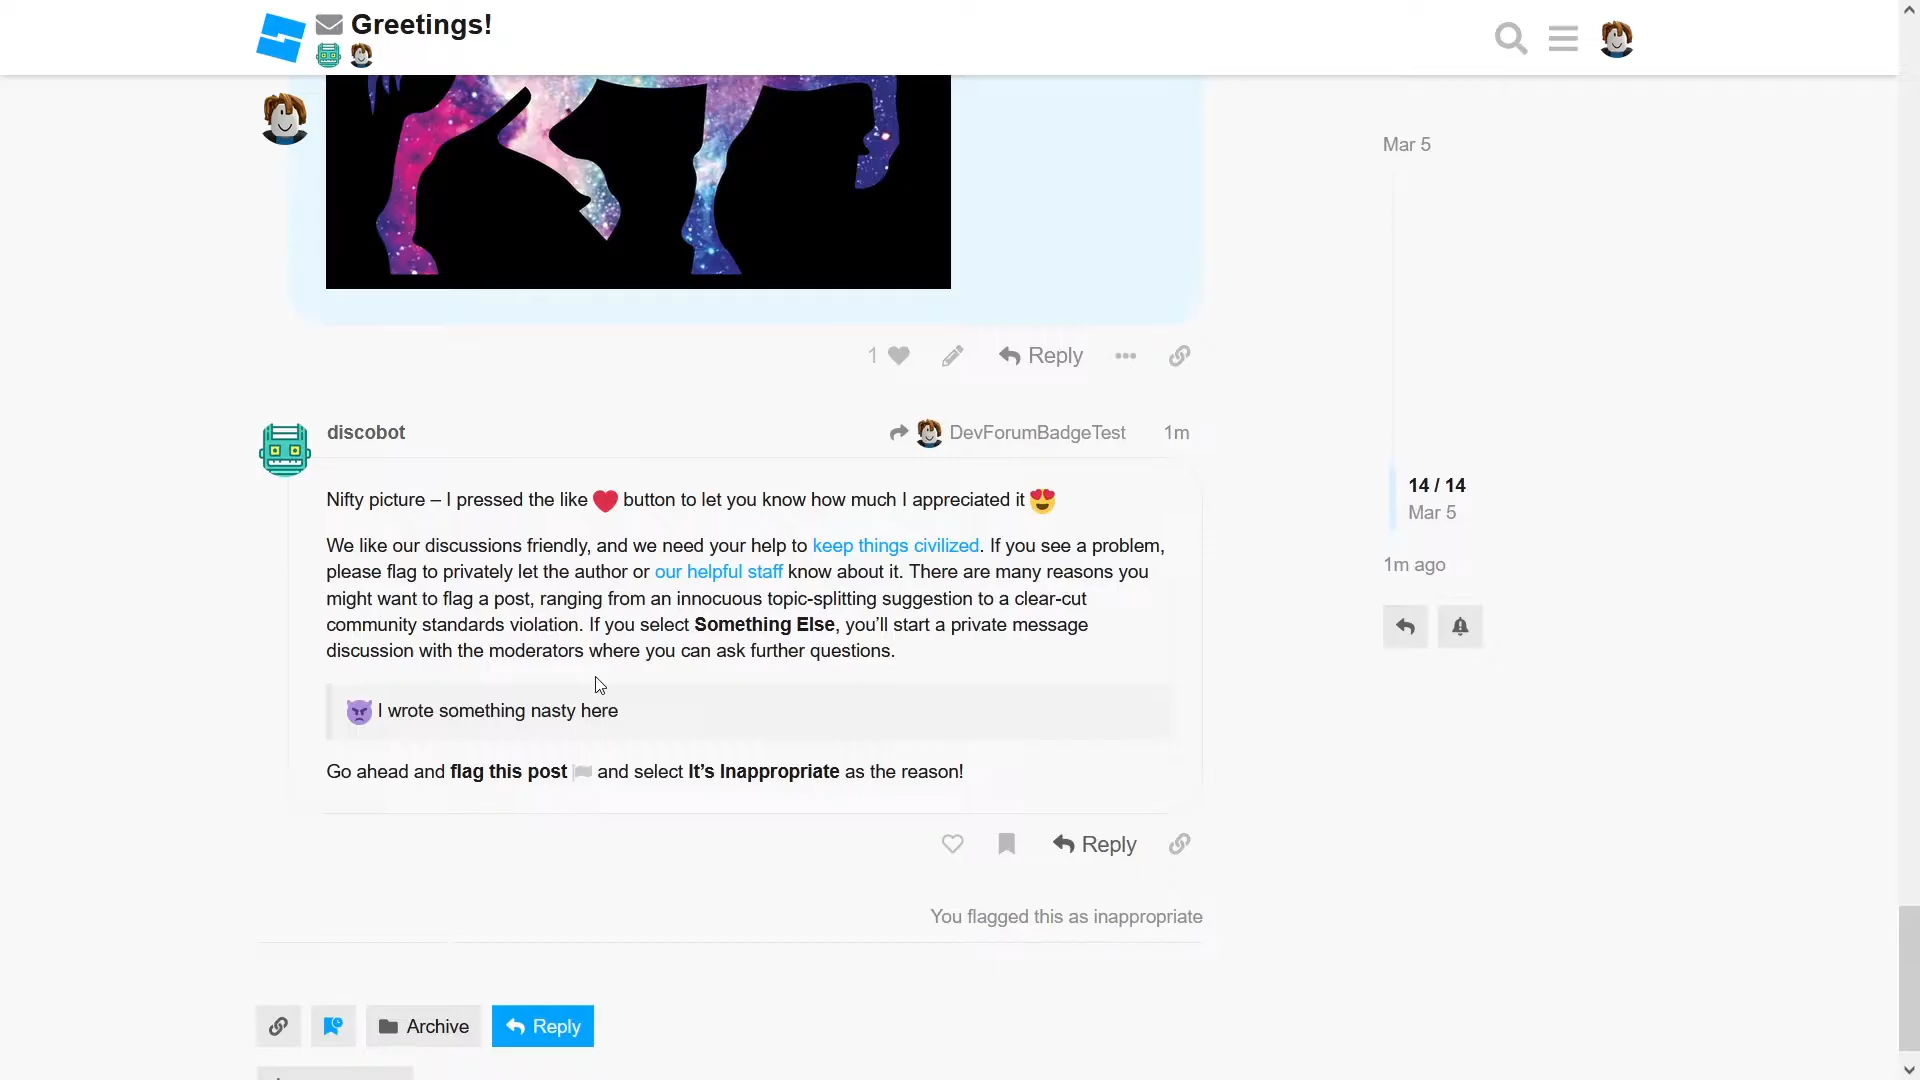 Greetings!
Mar 5
1
Reply
discobot
DevForumBadgeTest
1m
Nifty picture – I pressed the like button to let you know how much I appreciated it
We like our discussions friendly, and we need your help to keep things civilized. If you see a problem,
please flag to privately let the author or our helpful staff know about it. There are many reasons you
might want to flag a post, ranging from an innocuous topic-splitting suggestion to a clear-cut
community standards violation. If you select Something Else, you’ll start a private message
discussion with the moderators where you can ask further questions.
I wrote something nasty here
Go ahead and flag this post and select It’s Inappropriate as the reason!
14 / 14
Mar 5
1m ago
Reply
You flagged this as inappropriate
Archive
Reply